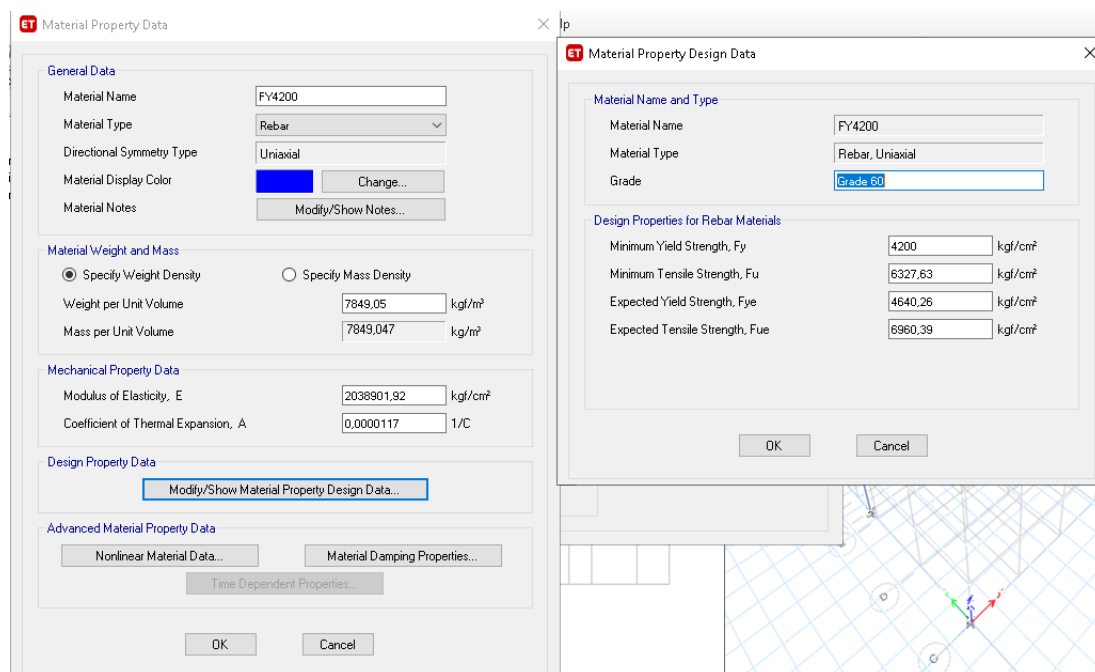 ET Material Property Data
General Data
Material Name FY4200
Material Type Rebar
Directional Symmetry Type Uniaxial
Material Display Color Change...
Material Notes Modify/Show Notes...
Material Weight and Mass
Specify Weight Density Specify Mass Density
Weight per Unit Volume 7849,05 kgf/m³
Mass per Unit Volume 7849,047 kg/m³
Mechanical Property Data
Modulus of Elasticity, E 2038901,92 kgf/cm²
Coefficient of Thermal Expansion, A 0,0000117 1/C
Design Property Data
Modify/Show Material Property Design Data...
Advanced Material Property Data
Nonlinear Material Data... Material Damping Properties...
Time Dependent Properties...
OK Cancel
lp
ET Material Property Design Data
Material Name and Type
Material Name FY4200
Material Type Rebar, Uniaxial
Grade Grade 60
Design Properties for Rebar Materials
Minimum Yield Strength, Fy 4200 kgf/cm²
Minimum Tensile Strength, Fu 6327,63 kgf/cm²
Expected Yield Strength, Fye 4640,26 kgf/cm²
Expected Tensile Strength, Fue 6960,39 kgf/cm²
OK Cancel
D
C